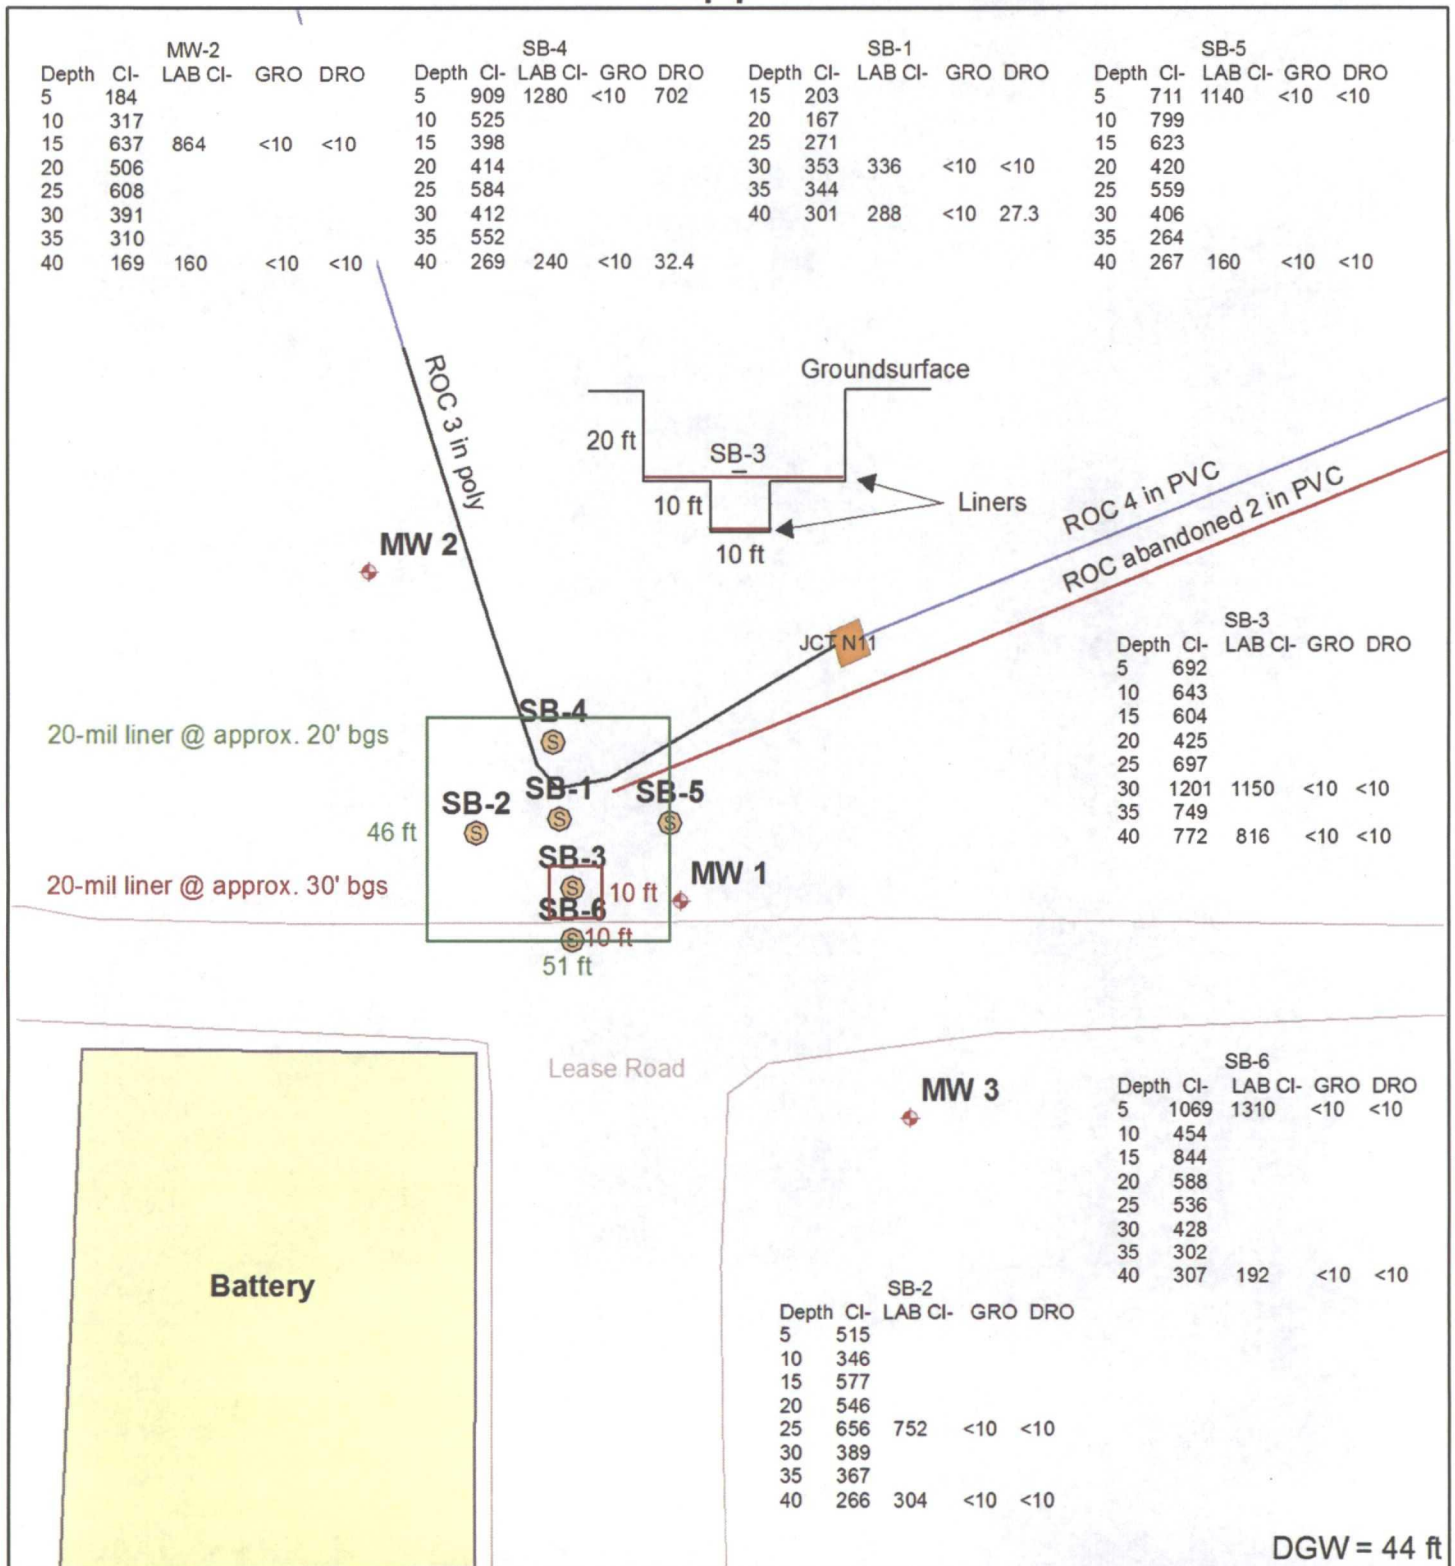 MW-2
Depth Cl- LAB Cl- GRO DRO
5 184
10 317
15 637 864 <10 <10
20 506
25 608
30 391
35 310
40 169 160 <10 <10
SB-4
Depth Cl- LAB Cl- GRO DRO
5 909 1280 <10 702
10 525
15 398
20 414
25 584
30 412
35 552
40 269 240 <10 32.4
SB-1
Depth Cl- LAB Cl- GRO DRO
15 203
20 167
25 271
30 353 336 <10 <10
35 344
40 301 288 <10 27.3
SB-5
Depth Cl- LAB Cl- GRO DRO
5 711 1140 <10 <10
10 799
15 623
20 420
25 559
30 406
35 264
40 267 160 <10 <10
ROC 3 in poly
Groundsurface
20 ft
SB-3
10 ft
Liners
10 ft
ROC 4 in PVC
ROC abandoned 2 in PVC
MW 2
JCT N11
SB-3
Depth Cl- LAB Cl- GRO DRO
5 692
10 643
15 604
20 425
25 697
30 1201 1150 <10 <10
35 749
40 772 816 <10 <10
20-mil liner @ approx. 20' bgs
SB-4
S
SB-1
S
SB-2
S
SB-5
S
46 ft
20-mil liner @ approx. 30' bgs
SB-3
S
10 ft
MW 1
SB-6
S
10 ft
51 ft
Lease Road
MW 3
SB-6
Depth Cl- LAB Cl- GRO DRO
5 1069 1310 <10 <10
10 454
15 844
20 588
25 536
30 428
35 302
40 307 192 <10 <10
Battery
SB-2
Depth Cl- LAB Cl- GRO DRO
5 515
10 346
15 577
20 546
25 656 752 <10 <10
30 389
35 367
40 266 304 <10 <10
DGW = 44 ft